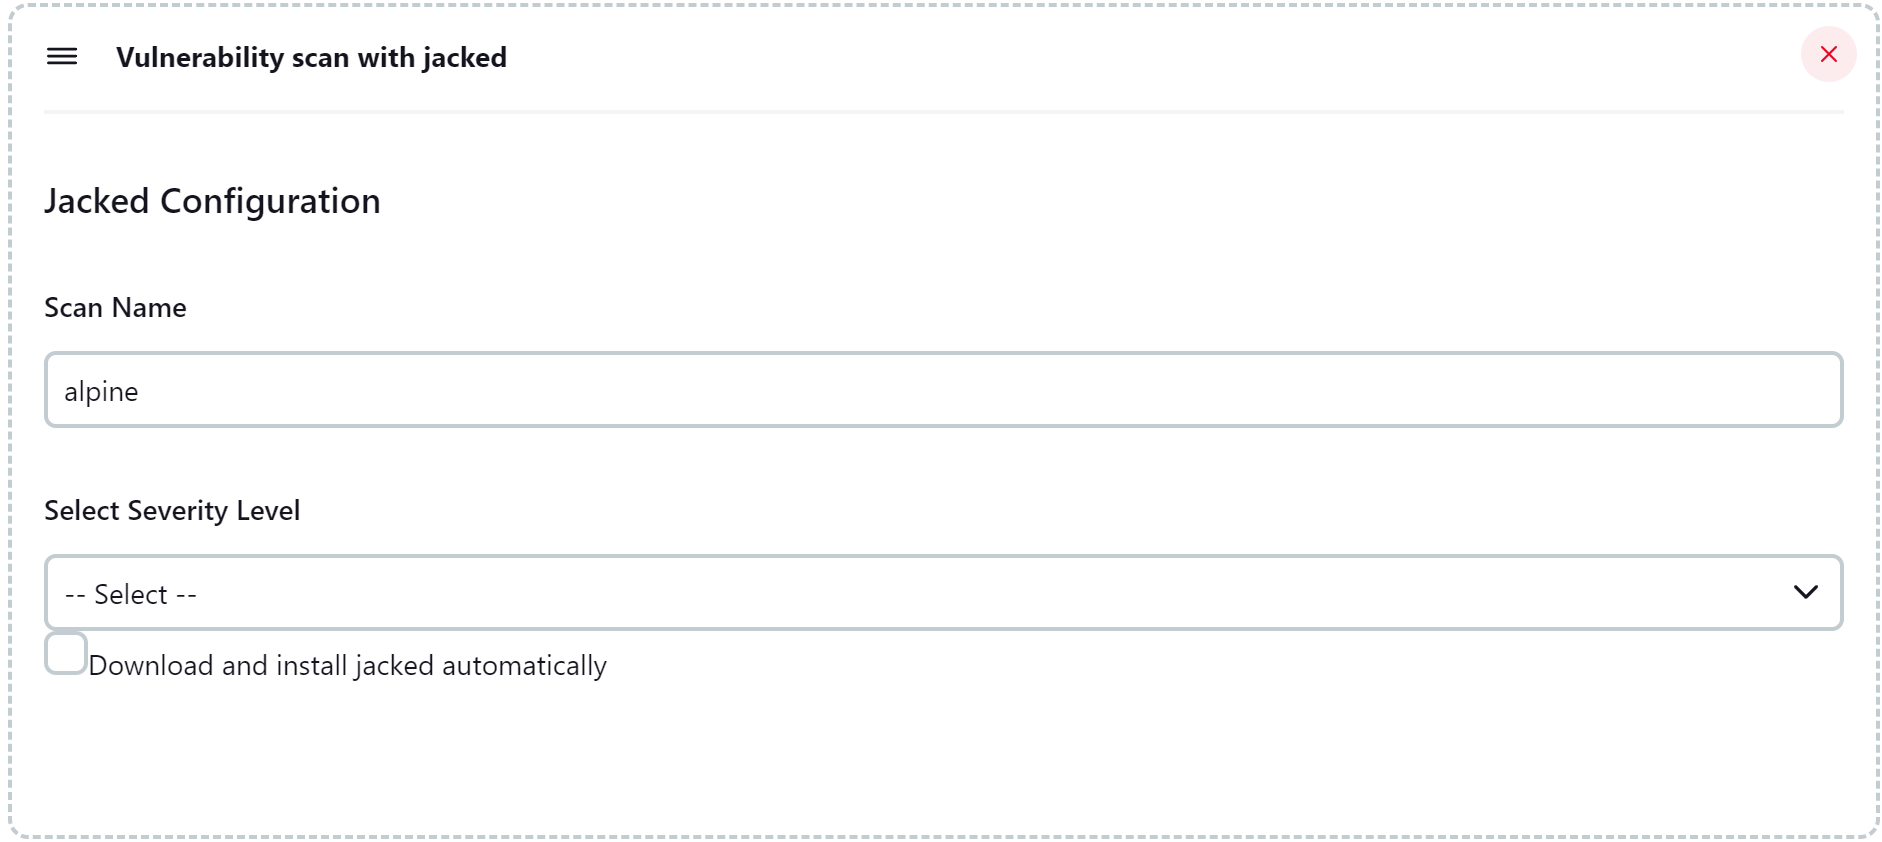 Vulnerability scan with jacked
Jacked Configuration
Scan Name
alpine
Select Severity Level
-- Select --
Download and install jacked automatically